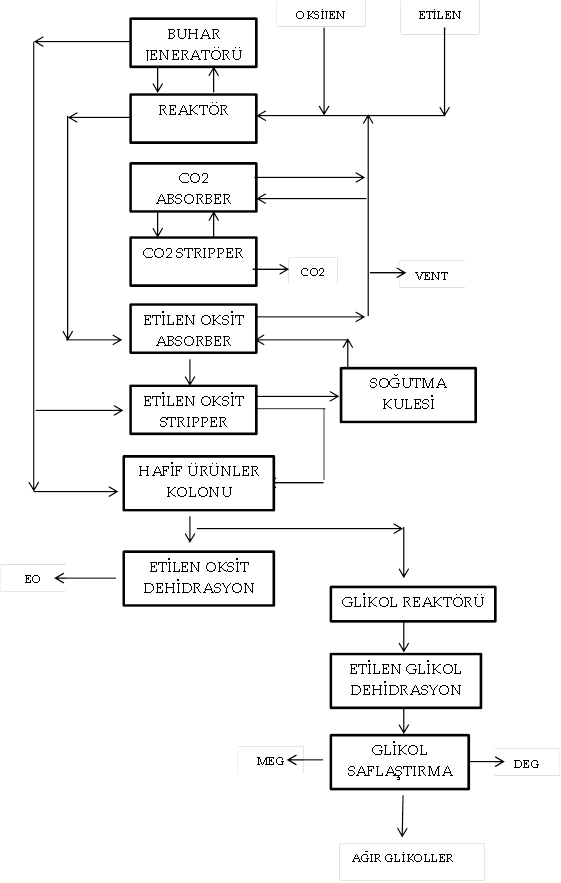 OKSİJEN
ETİLEN
BUHAR
JENERATÖRÜ
REAKTÖR
CO2
ABSORBER
CO2 STRIPPER
CO2
VENT
ETİLEN OKSİT
ABSORBER
SOĞUTMA
KULESİ
ETİLEN OKSİT
STRIPPER
HAFİF ÜRÜNLER
KOLONU
ETİLEN OKSİT
DEHİDRASYON
EO
GLİKOL REAKTÖRÜ
ETİLEN GLİKOL
DEHİDRASYON
GLİKOL
SAFLAŞTIRMA
MEG
DEG
AĞIR GLİKOLLER